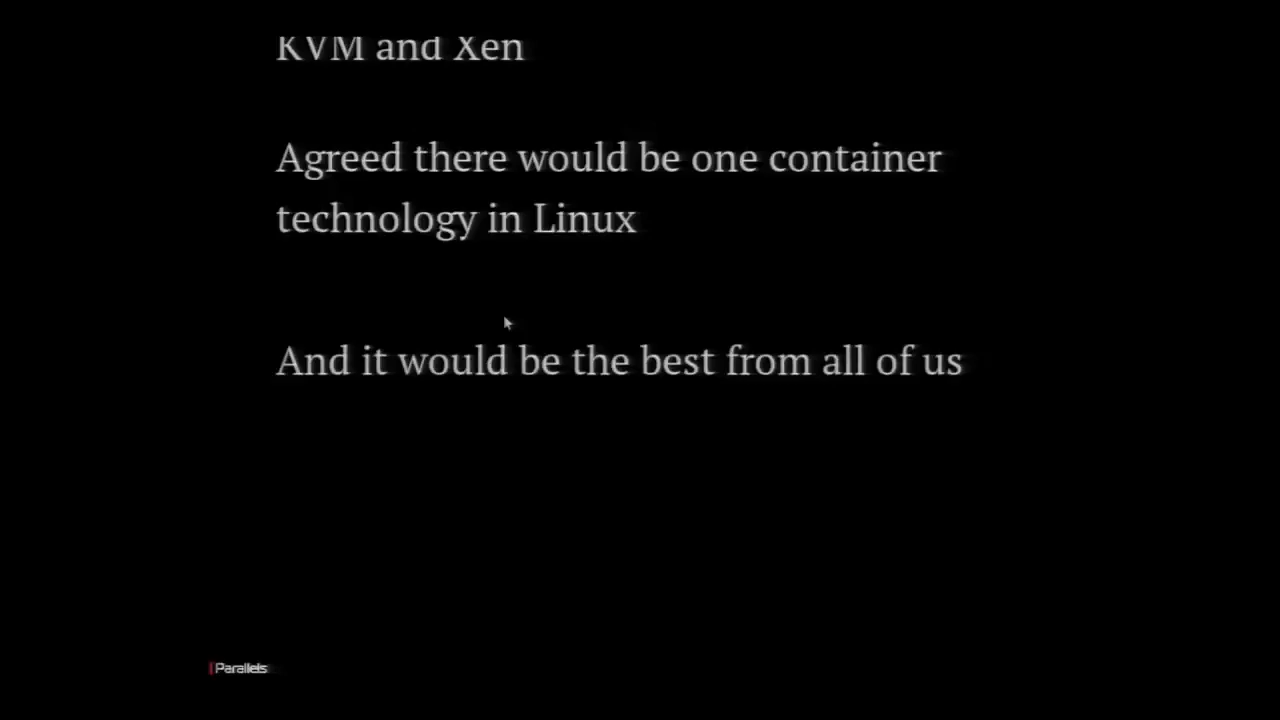 KVM and Xen
Agreed there would be one container
technology in Linux
And it would be the best from all of us
Parallels